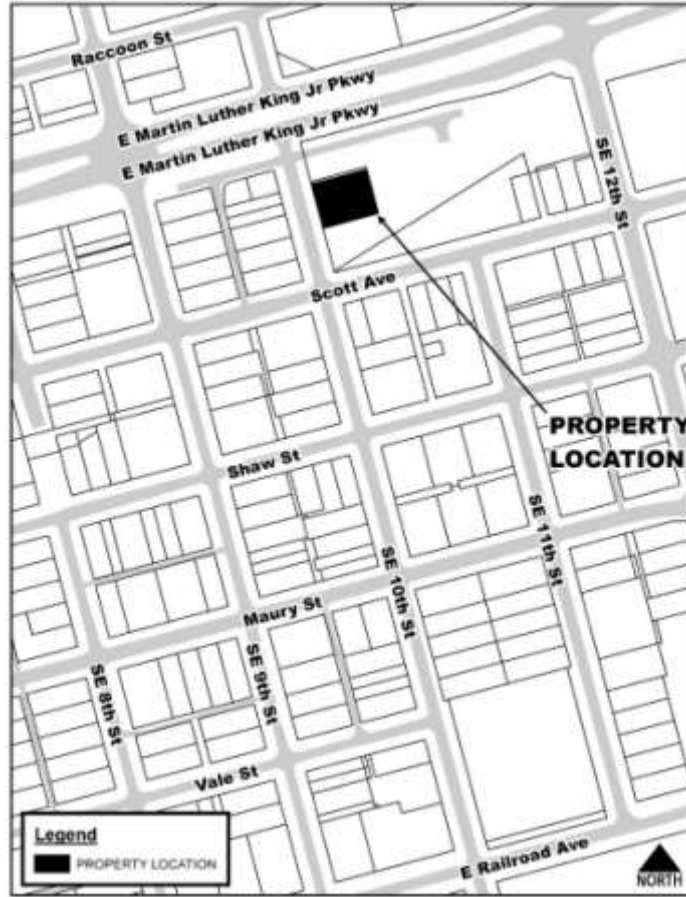 Raccoon St
E Martin Luther King Jr Pkwy
E Martin Luther King Jr Pkwy
SE 12th St
Scott Ave
PROPERTY
LOCATION
Shaw St
SE 11th St
SE 10th St
Maury St
SE 9th St
SE 8th St
Vale St
E Railroad Ave
Legend
PROPERTY LOCATION
NORTH